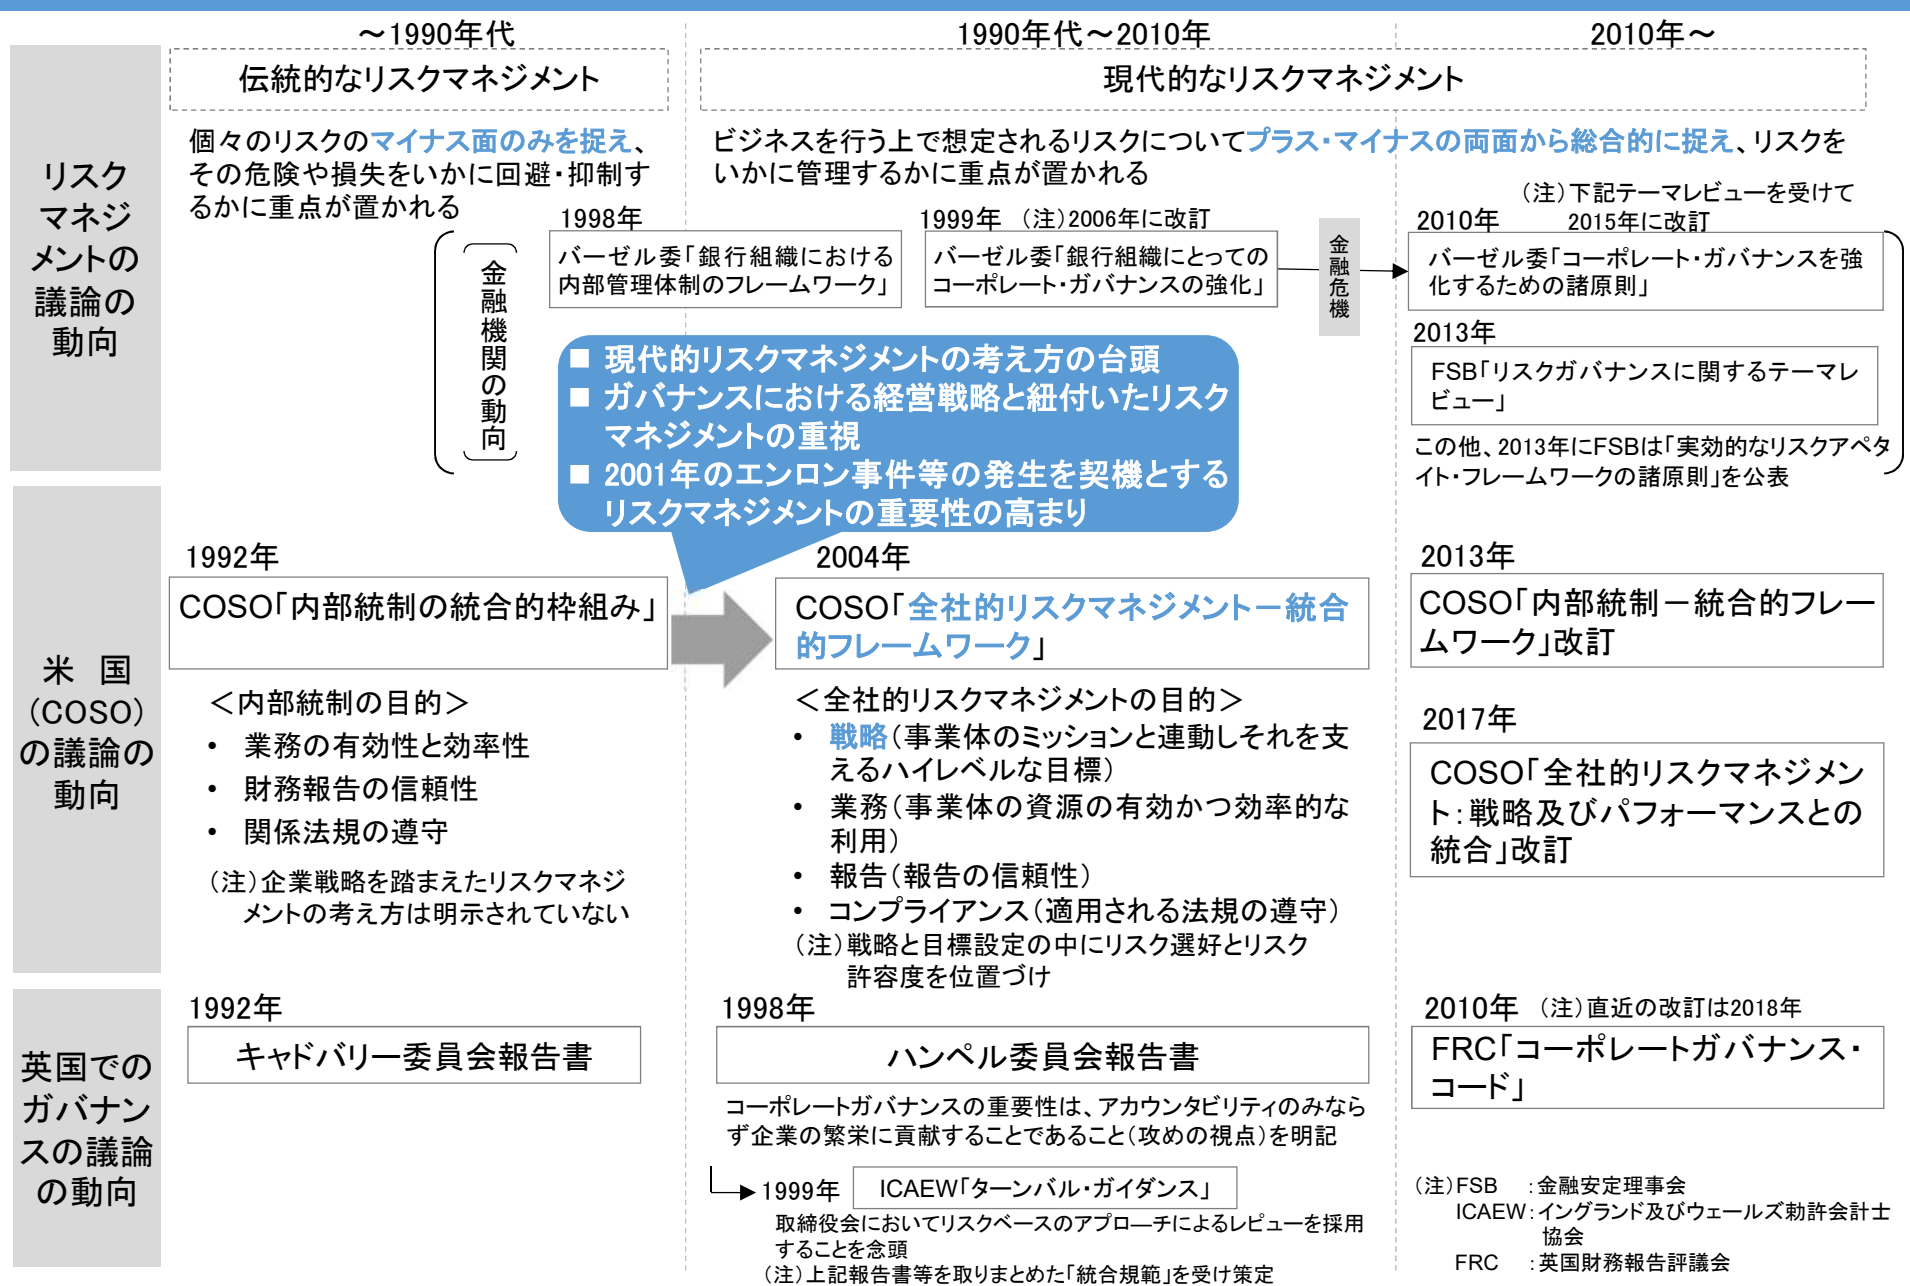 ～1990年代
1990年代～2010年
2010年～
伝統的なリスクマネジメント
現代的なリスクマネジメント
リスク
マネジ
メントの
議論の
動向
個々のリスクのマイナス面のみを捉え、
その危険や損失をいかに回避・抑制す
るかに重点が置かれる
ビジネスを行う上で想定されるリスクについてプラス・マイナスの両面から総合的に捉え、リスクを
いかに管理するかに重点が置かれる
金融機関の動向
1998年
バーゼル委「銀行組織における
内部管理体制のフレームワーク」
1999年 （注）2006年に改訂
バーゼル委「銀行組織にとっての
コーポレート・ガバナンスの強化」
金融危機
（注）下記テーマレビューを受けて
2010年 2015年に改訂
バーゼル委「コーポレート・ガバナンスを強
化するための諸原則」
2013年
FSB「リスクガバナンスに関するテーマレ
ビュー」
この他、2013年にFSBは「実効的なリスクアペタ
イト・フレームワークの諸原則」を公表
■ 現代的リスクマネジメントの考え方の台頭
■ ガバナンスにおける経営戦略と紐付いたリスク
マネジメントの重視
■ 2001年のエンロン事件等の発生を契機とする
リスクマネジメントの重要性の高まり
米　国
（COSO）
の議論の
動向
1992年
COSO「内部統制の統合的枠組み」
＜内部統制の目的＞
• 業務の有効性と効率性
• 財務報告の信頼性
• 関係法規の遵守
（注）企業戦略を踏まえたリスクマネジ
メントの考え方は明示されていない
2004年
COSO「全社的リスクマネジメント－統合
的フレームワーク」
＜全社的リスクマネジメントの目的＞
• 戦略（事業体のミッションと連動しそれを支
えるハイレベルな目標）
• 業務（事業体の資源の有効かつ効率的な
利用）
• 報告（報告の信頼性）
• コンプライアンス（適用される法規の遵守）
（注）戦略と目標設定の中にリスク選好とリスク
許容度を位置づけ
2013年
COSO「内部統制－統合的フレー
ムワーク」改訂
2017年
COSO「全社的リスクマネジメン
ト：戦略及びパフォーマンスとの
統合」改訂
英国での
ガバナン
スの議論
の動向
1992年
キャドバリー委員会報告書
1998年
ハンペル委員会報告書
コーポレートガバナンスの重要性は、アカウンタビリティのみなら
ず企業の繁栄に貢献することであること（攻めの視点）を明記
1999年 ICAEW「ターンバル・ガイダンス」
取締役会においてリスクベースのアプローチによるレビューを採用
することを念頭
（注）上記報告書等を取りまとめた「統合規範」を受け策定
2010年 （注）直近の改訂は2018年
FRC「コーポレートガバナンス・
コード」
（注）FSB ：金融安定理事会
ICAEW：イングランド及びウェールズ勅許会計士
協会
FRC ：英国財務報告評議会